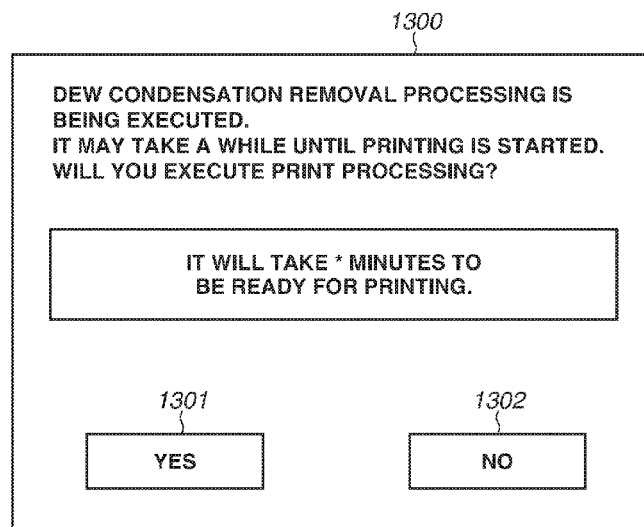 1300
DEW CONDENSATION REMOVAL PROCESSING IS
BEING EXECUTED.
IT MAY TAKE A WHILE UNTIL PRINTING IS STARTED.
WILL YOU EXECUTE PRINT PROCESSING?
IT WILL TAKE * MINUTES TO
BE READY FOR PRINTING.
1301
1302
YES
NO